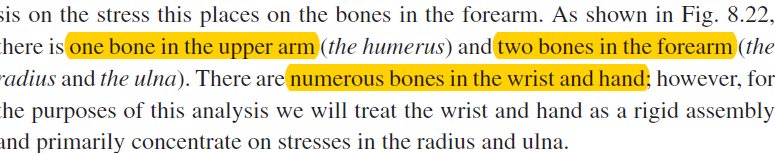 sis on the stress this places on the bones in the forearm. As shown in Fig. 8.22,
there is one bone in the upper arm (the humerus) and two bones in the forearm (the
radius and the ulna). There are numerous bones in the wrist and hand; however, for
the purposes of this analysis we will treat the wrist and hand as a rigid assembly
and primarily concentrate on stresses in the radius and ulna.